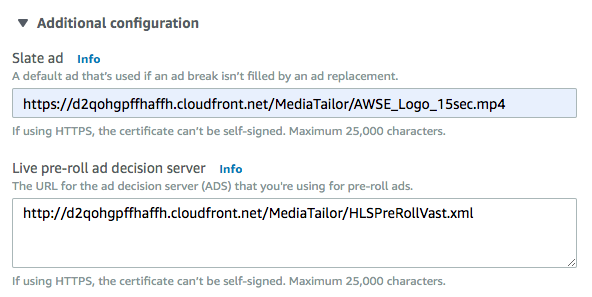 Additional configuration
Slate ad Info
A default ad that's used if an ad break isn't filled by an ad replacement.
https://d2qohgpffhaffh.cloudfront.net/MediaTailor/AWSE_Logo_15sec.mp4
If using HTTPS, the certificate can't be self-signed. Maximum 25,000 characters.
Live pre-roll ad decision server Info
The URL for the ad decision server (ADS) that you're using for pre-roll ads.
http://d2qohgpffhaffh.cloudfront.net/MediaTailor/HLSPreRollVast.xml
If using HTTPS, the certificate can't be self-signed. Maximum 25,000 characters.